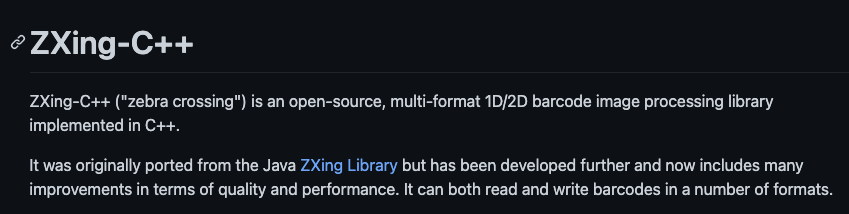 ZXing-C++
ZXing-C++ ("zebra crossing") is an open-source, multi-format 1D/2D barcode image processing library
implemented in C++.
It was originally ported from the Java ZXing Library but has been developed further and now includes many
improvements in terms of quality and performance. It can both read and write barcodes in a number of formats.